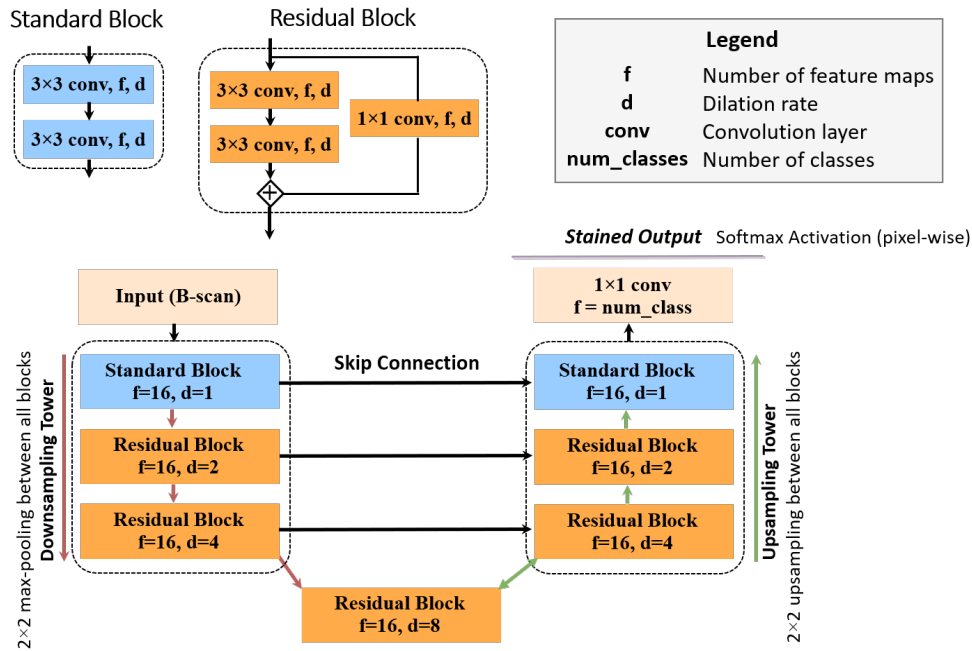 Standard Block
3×3 conv, f, d
3×3 conv, f, d
Residual Block
3×3 conv, f, d
3×3 conv, f, d
1×1 conv, f, d
Legend
f Number of feature maps
d Dilation rate
conv Convolution layer
num_classes Number of classes
Stained Output Softmax Activation (pixel-wise)
1×1 conv
f = num_class
Input (B-scan)
2×2 max-pooling between all blocks
Downsampling Tower
Standard Block
f=16, d=1
Residual Block
f=16, d=2
Residual Block
f=16, d=4
Skip Connection
Residual Block
f=16, d=8
Standard Block
f=16, d=1
Residual Block
f=16, d=2
Residual Block
f=16, d=4
Upsampling Tower
2×2 upsampling between all blocks